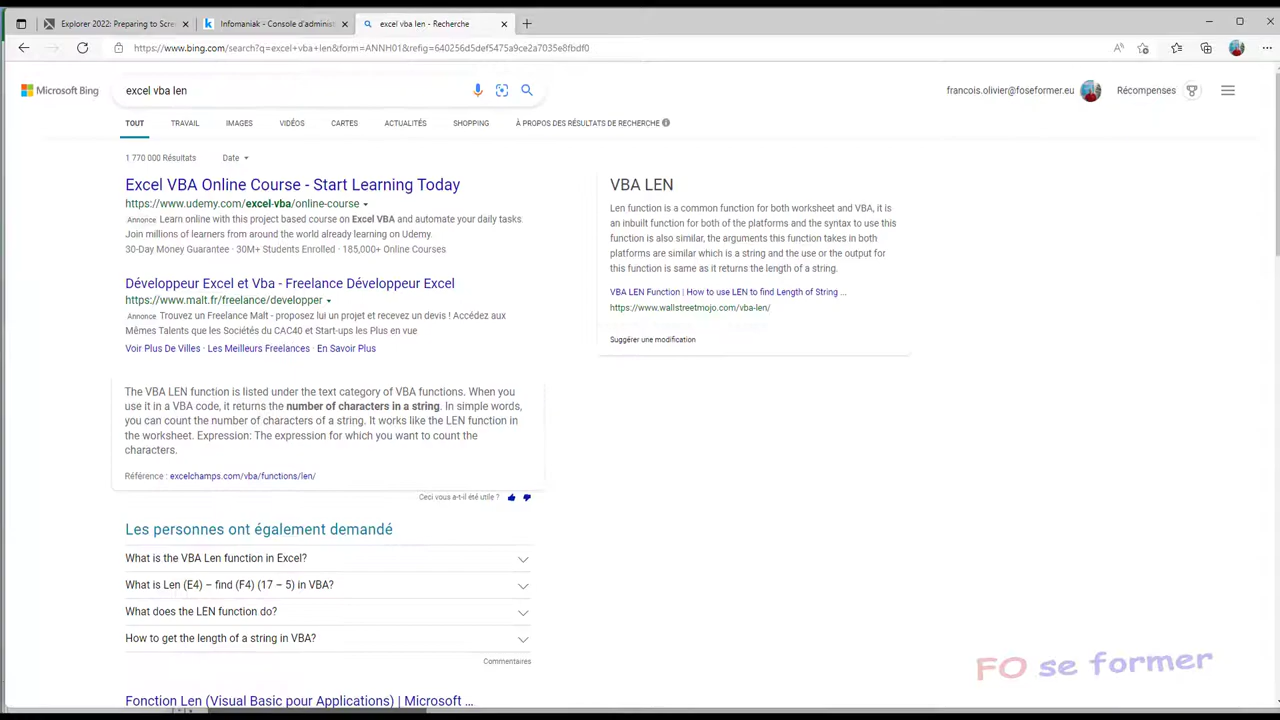 Explorer 2022: Preparing to Scre
Infomaniak - Console d'adminis
excel vba len - Recherche
https://www.bing.com/search?q=excel+vba+len&form=ANNH01&refig=640256d5def5475a9ce2a7035e8fbdf0
Microsoft Bing
excel vba len
francois.olivier@foseformer.eu
Récompenses
TOUT
TRAVAIL
IMAGES
VIDÉOS
CARTES
ACTUALITÉS
SHOPPING
À PROPOS DES RÉSULTATS DE RECHERCHE
1 770 000 Résultats
Date
Excel VBA Online Course - Start Learning Today
https://www.udemy.com/excel-vba/online-course
Annonce Learn online with this project based course on Excel VBA and automate your daily tasks.
Join millions of learners from around the world already learning on Udemy.
30-Day Money Guarantee · 30M+ Students Enrolled · 185,000+ Online Courses
Développeur Excel et Vba - Freelance Développeur Excel
https://www.malt.fr/freelance/developper
Annonce Trouvez un Freelance Malt - proposez lui un projet et recevez un devis ! Accédez aux
Mêmes Talents que les Sociétés du CAC40 et Start-ups les Plus en vue
Voir Plus De Villes · Les Meilleurs Freelances · En Savoir Plus
The VBA LEN function is listed under the text category of VBA functions. When you
use it in a VBA code, it returns the number of characters in a string. In simple words,
you can count the number of characters of a string. It works like the LEN function in
the worksheet. Expression: The expression for which you want to count the
characters.
Référence : excelchamps.com/vba/functions/len/
Ceci vous a-t-il été utile ?
Les personnes ont également demandé
What is the VBA Len function in Excel?
What is Len (E4) – find (F4) (17 – 5) in VBA?
What does the LEN function do?
How to get the length of a string in VBA?
Commentaires
Fonction Len (Visual Basic pour Applications) | Microsoft ...
VBA LEN
Len function is a common function for both worksheet and VBA, it is
an inbuilt function for both of the platforms and the syntax to use this
function is also similar, the arguments this function takes in both
platforms are similar which is a string and the use or the output for
this function is same as it returns the length of a string.
VBA LEN Function | How to use LEN to find Length of String ...
https://www.wallstreetmojo.com/vba-len/
Suggérer une modification
FO se former